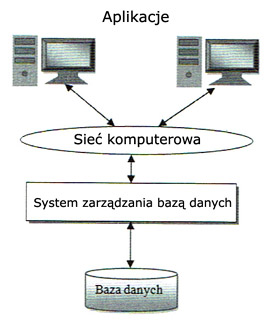 Aplikacje
Sieć komputerowa
System zarządzania bazą danych
Baza danych